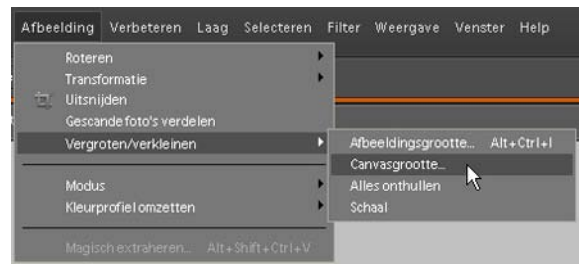 Afbeelding Verbeteren Laag Selecteren Filter Weergave Venster Help
Roteren
Transformatie
Uitsnijden
Gescande foto's verdelen
Vergroten/verkleinen
Afbeeldingsgrootte... Alt+Ctrl+I
Canvasgrootte...
Alles onthullen
Schaal
Modus
Kleurprofiel omzetten
Magisch extraheren... Alt+Shift+Ctrl+V